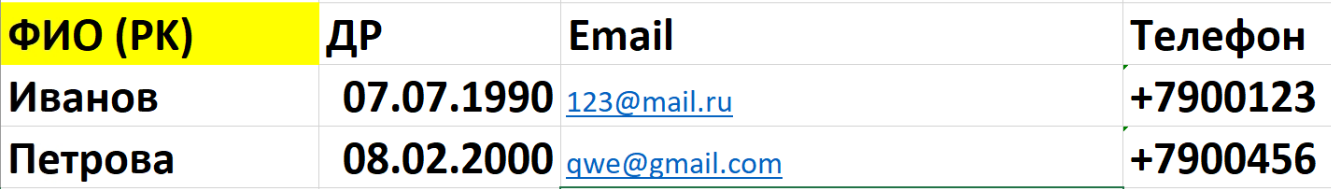 ФИО (PK) ДР Email Телефон
Иванов 07.07.1990 123@mail.ru +7900123
Петрова 08.02.2000 qwe@gmail.com +7900456